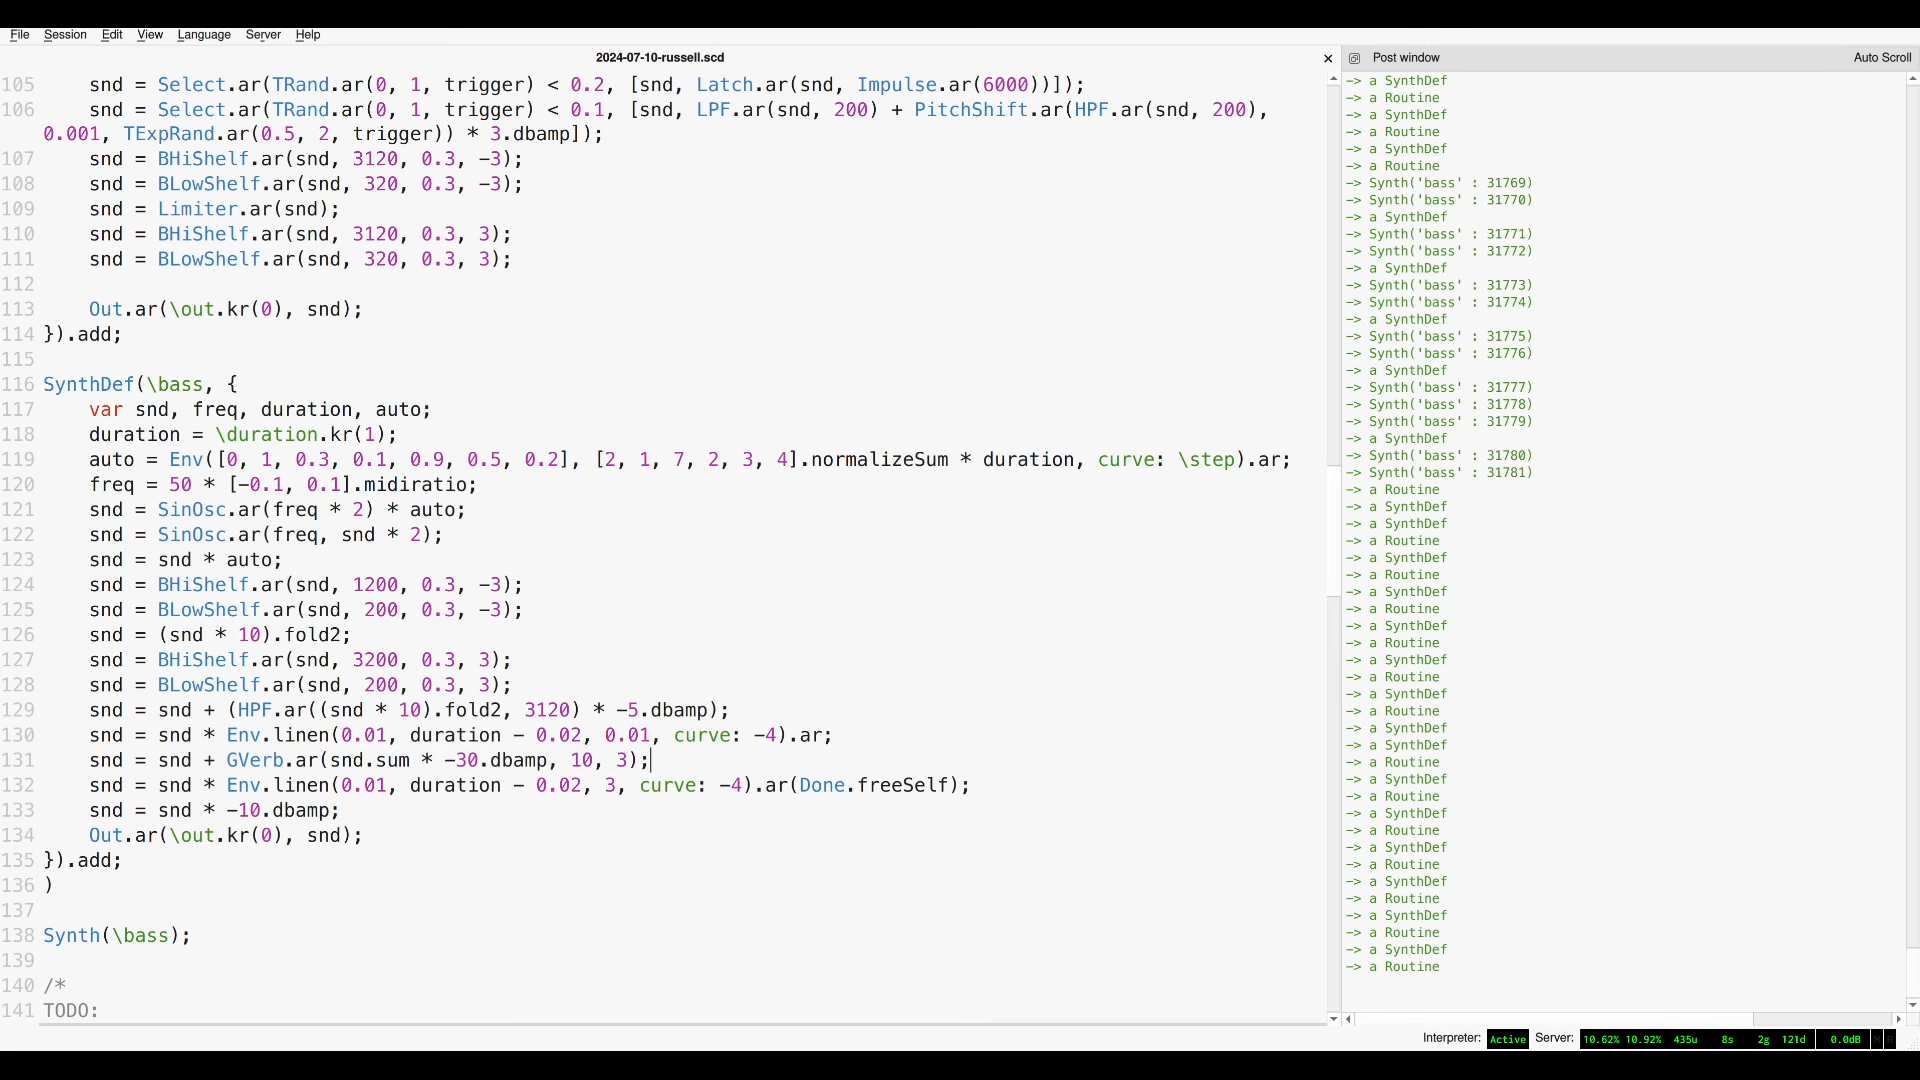 File Session Edit View Language Server Help
2024-07-10-russell.scd
105 snd = Select.ar(TRand.ar(0, 1, trigger) < 0.2, [snd, Latch.ar(snd, Impulse.ar(6000))]);
106 snd = Select.ar(TRand.ar(0, 1, trigger) < 0.1, [snd, LPF.ar(snd, 200) + PitchShift.ar(HPF.ar(snd, 200),
0.001, TExpRand.ar(0.5, 2, trigger)) * 3.dbamp]);
107 snd = BHiShelf.ar(snd, 3120, 0.3, -3);
108 snd = BLowShelf.ar(snd, 320, 0.3, -3);
109 snd = Limiter.ar(snd);
110 snd = BHiShelf.ar(snd, 3120, 0.3, 3);
111 snd = BLowShelf.ar(snd, 320, 0.3, 3);
112
113 Out.ar(\out.kr(0), snd);
114 }).add;
115
116 SynthDef(\bass, {
117 var snd, freq, duration, auto;
118 duration = \duration.kr(1);
119 auto = Env([0, 1, 0.3, 0.1, 0.9, 0.5, 0.2], [2, 1, 7, 2, 3, 4].normalizeSum * duration, curve: \step).ar;
120 freq = 50 * [-0.1, 0.1].midiratio;
121 snd = SinOsc.ar(freq * 2) * auto;
122 snd = SinOsc.ar(freq, snd * 2);
123 snd = snd * auto;
124 snd = BHiShelf.ar(snd, 1200, 0.3, -3);
125 snd = BLowShelf.ar(snd, 200, 0.3, -3);
126 snd = (snd * 10).fold2;
127 snd = BHiShelf.ar(snd, 3200, 0.3, 3);
128 snd = BLowShelf.ar(snd, 200, 0.3, 3);
129 snd = snd + (HPF.ar((snd * 10).fold2, 3120) * -5.dbamp);
130 snd = snd * Env.linen(0.01, duration - 0.02, 0.01, curve: -4).ar;
131 snd = snd + GVerb.ar(snd.sum * -30.dbamp, 10, 3);
132 snd = snd * Env.linen(0.01, duration - 0.02, 3, curve: -4).ar(Done.freeSelf);
133 snd = snd * -10.dbamp;
134 Out.ar(\out.kr(0), snd);
135 }).add;
136 )
137
138 Synth(\bass);
139
140 /*
141 TODO:
Post window Auto Scroll
-> a SynthDef
-> a Routine
-> a SynthDef
-> a Routine
-> a SynthDef
-> a Routine
-> Synth('bass' : 31769)
-> Synth('bass' : 31770)
-> a SynthDef
-> Synth('bass' : 31771)
-> Synth('bass' : 31772)
-> a SynthDef
-> Synth('bass' : 31773)
-> Synth('bass' : 31774)
-> a SynthDef
-> Synth('bass' : 31775)
-> Synth('bass' : 31776)
-> a SynthDef
-> Synth('bass' : 31777)
-> Synth('bass' : 31778)
-> Synth('bass' : 31779)
-> a SynthDef
-> Synth('bass' : 31780)
-> Synth('bass' : 31781)
-> a Routine
-> a SynthDef
-> a SynthDef
-> a Routine
-> a SynthDef
-> a Routine
-> a SynthDef
-> a Routine
-> a SynthDef
-> a Routine
-> a SynthDef
-> a Routine
-> a SynthDef
-> a Routine
-> a SynthDef
-> a SynthDef
-> a Routine
-> a SynthDef
-> a Routine
-> a SynthDef
-> a Routine
-> a SynthDef
-> a Routine
-> a SynthDef
-> a Routine
-> a SynthDef
-> a Routine
-> a SynthDef
-> a Routine
Interpreter: Active Server: 10.62% 10.92% 435u 8s 2g 121d 0.0dB